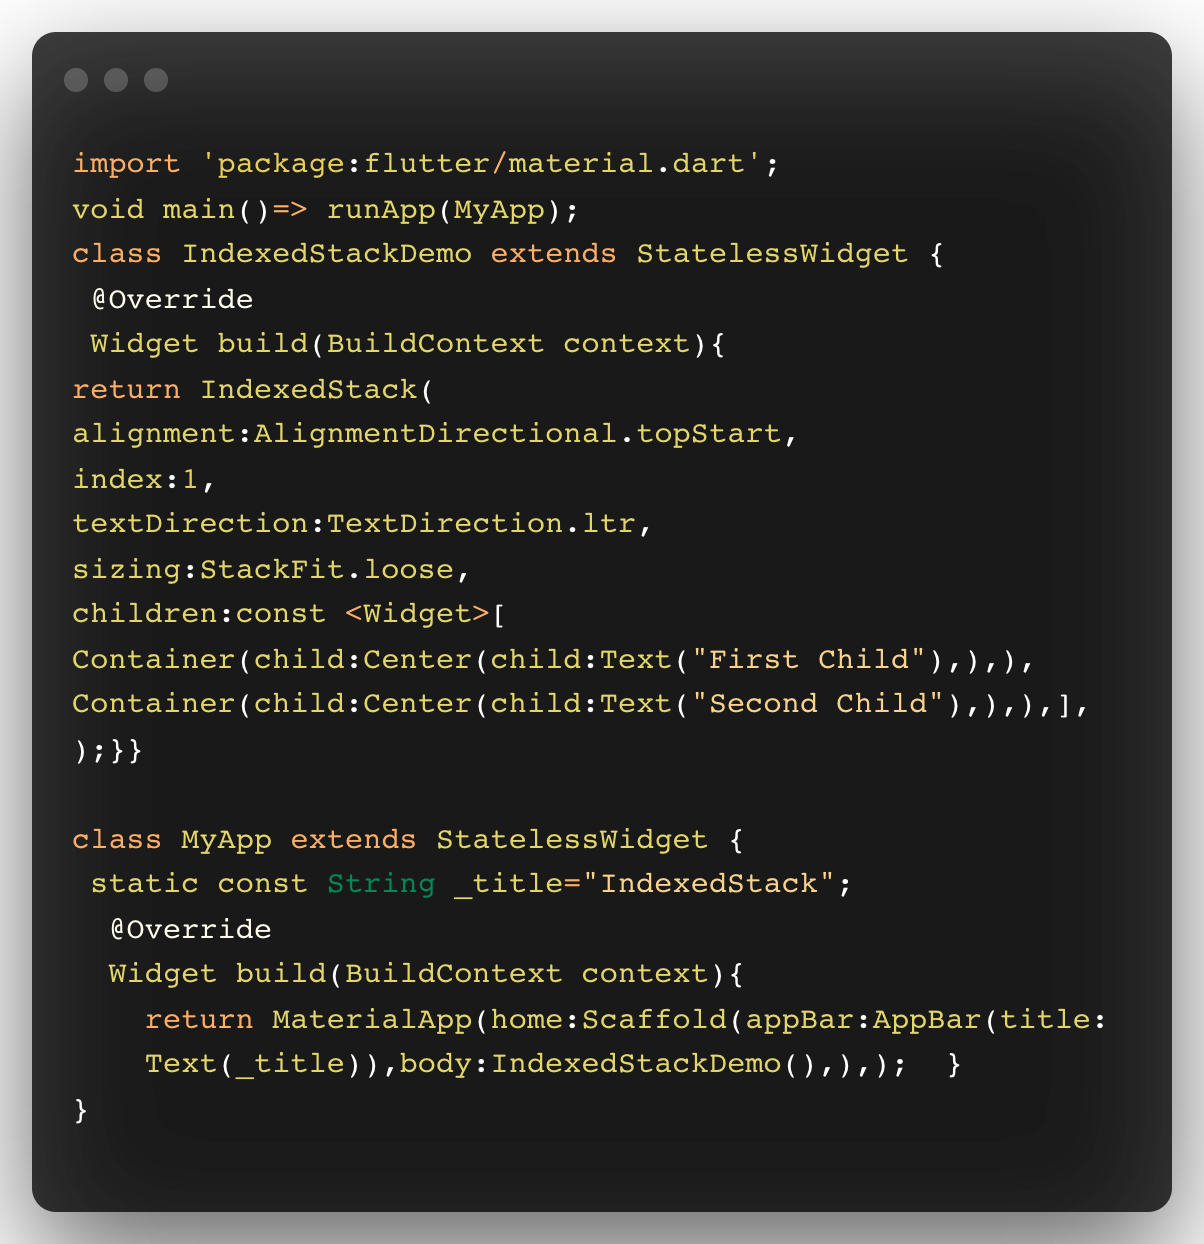 import 'package:flutter/material.dart';
void main()=> runApp(MyApp);
class IndexedStackDemo extends StatelessWidget {
 @Override
 Widget build(BuildContext context){
return IndexedStack(
alignment:AlignmentDirectional.topStart,
index:1,
textDirection:TextDirection.ltr,
sizing:StackFit.loose,
children:const <Widget>[
Container(child:Center(child:Text("First Child"),),),
Container(child:Center(child:Text("Second Child"),),),],
);}}

class MyApp extends StatelessWidget {
 static const String _title="IndexedStack";
  @Override
  Widget build(BuildContext context){
    return MaterialApp(home:Scaffold(appBar:AppBar(title:
    Text(_title)),body:IndexedStackDemo(),),);  }
}